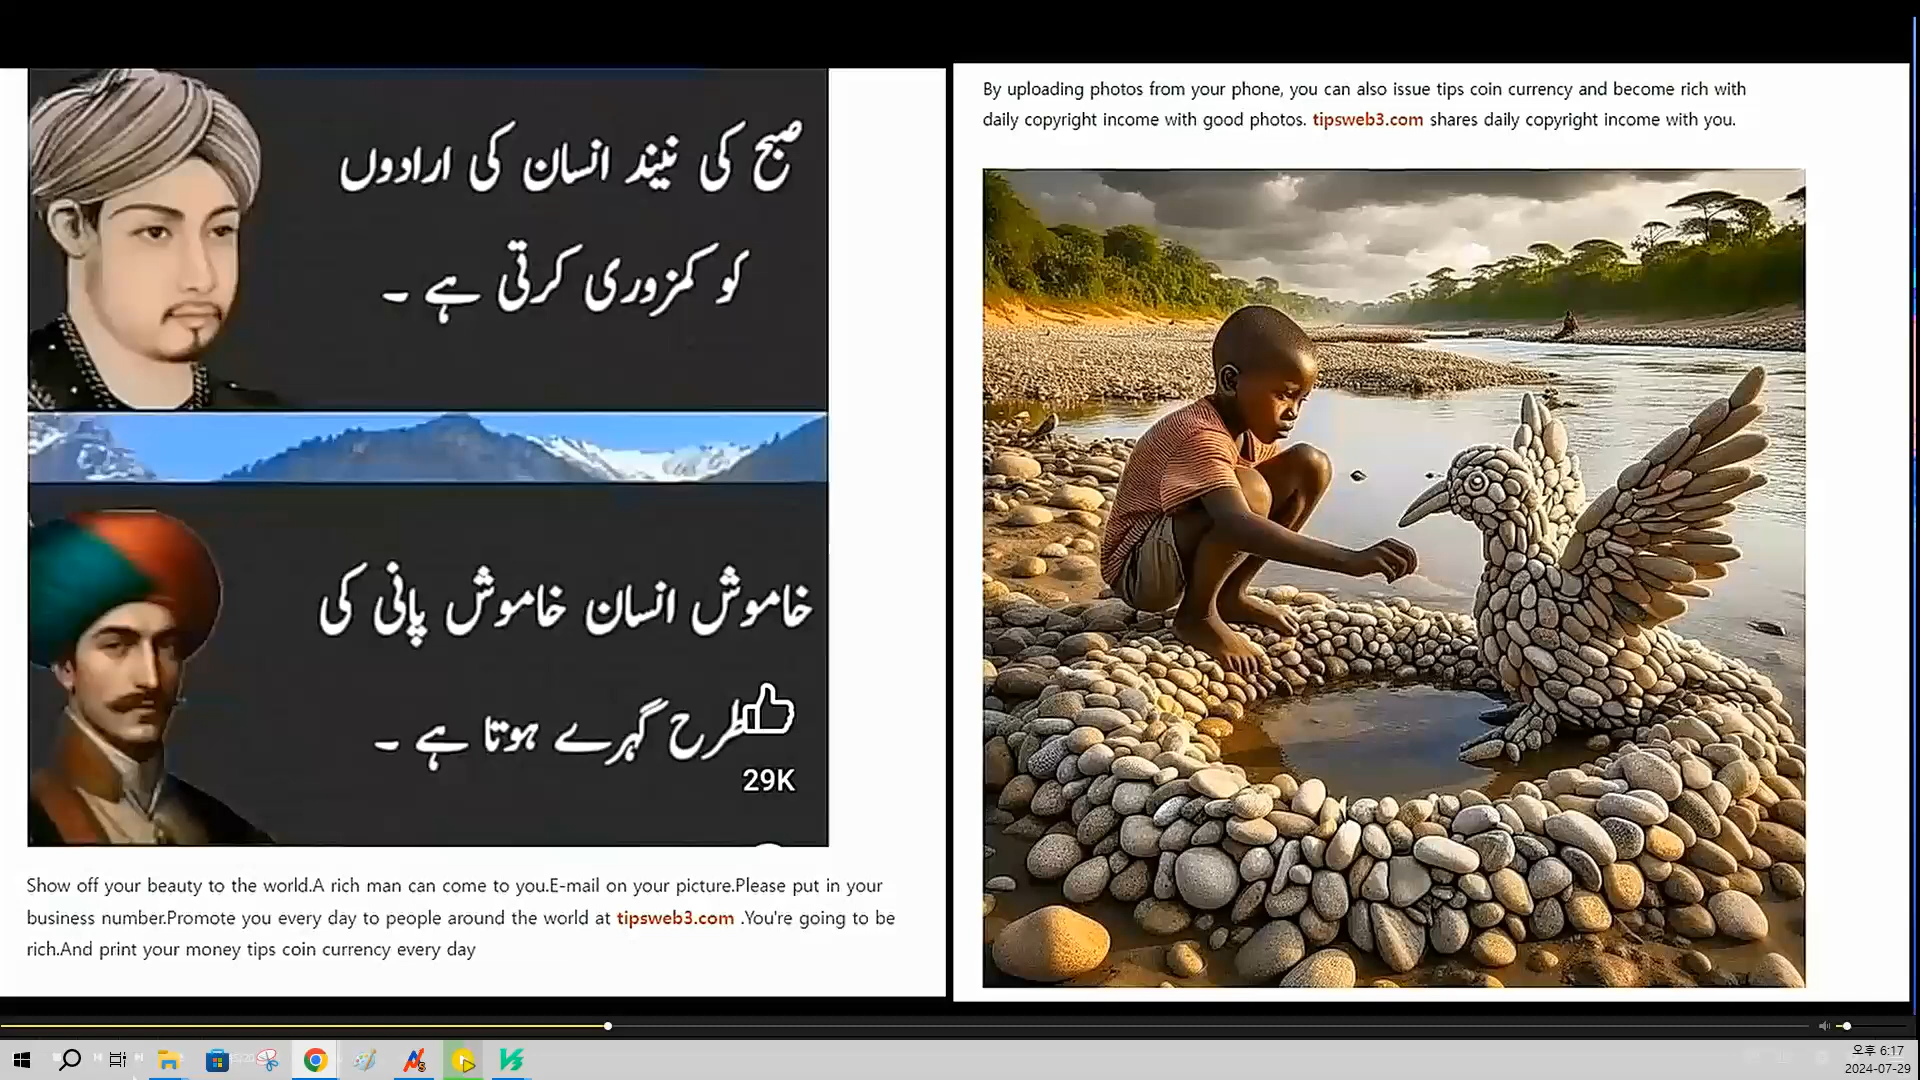 صبح کی نیند انسان کی ارادوں
کو کمزوری کرتی ہے ۔
خاموش انسان خاموش پانی کی
طرح گہرے ہوتا ہے ۔
29K
Show off your beauty to the world.A rich man can come to you.E-mail on your picture.Please put in your
business number.Promote you every day to people around the world at tipsweb3.com .You're going to be
rich.And print your money tips coin currency every day
By uploading photos from your phone, you can also issue tips coin currency and become rich with
daily copyright income with good photos. tipsweb3.com shares daily copyright income with you.
오후 6:17
2024-07-29